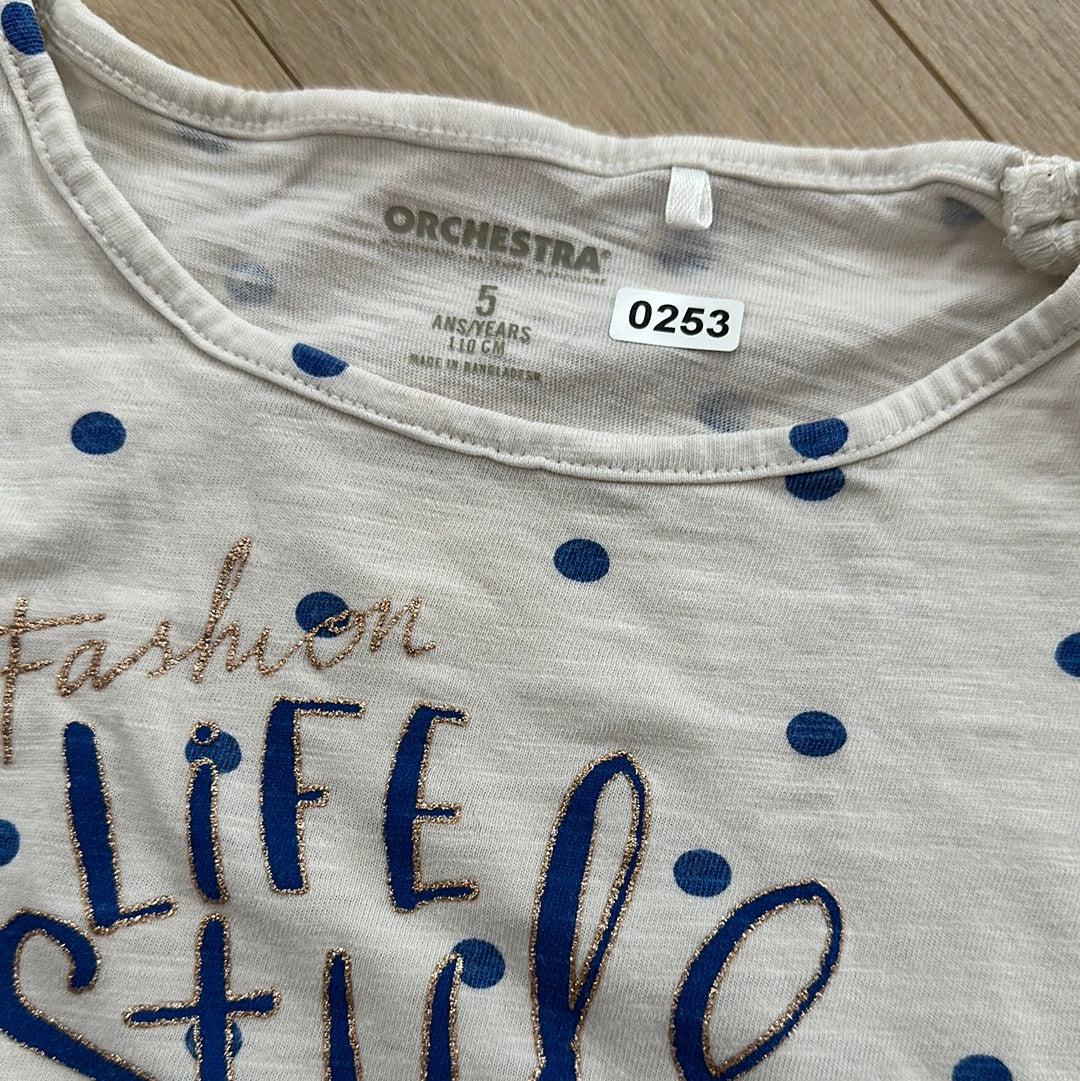 ORCHESTRA
5
ANS/YEARS
110 CM
MADE IN BANGLADESH
0253
Fashion
LiFE
style